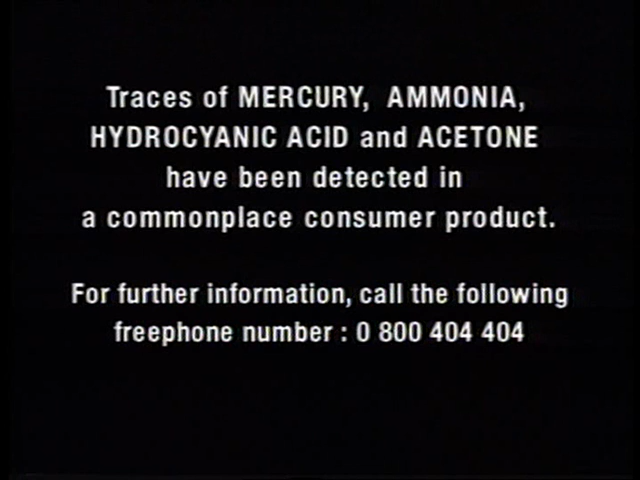 Traces of MERCURY, AMMONIA,
HYDROCYANIC ACID and ACETONE
have been detected in
a commonplace consumer product.
For further information, call the following
freephone number : 0 800 404 404